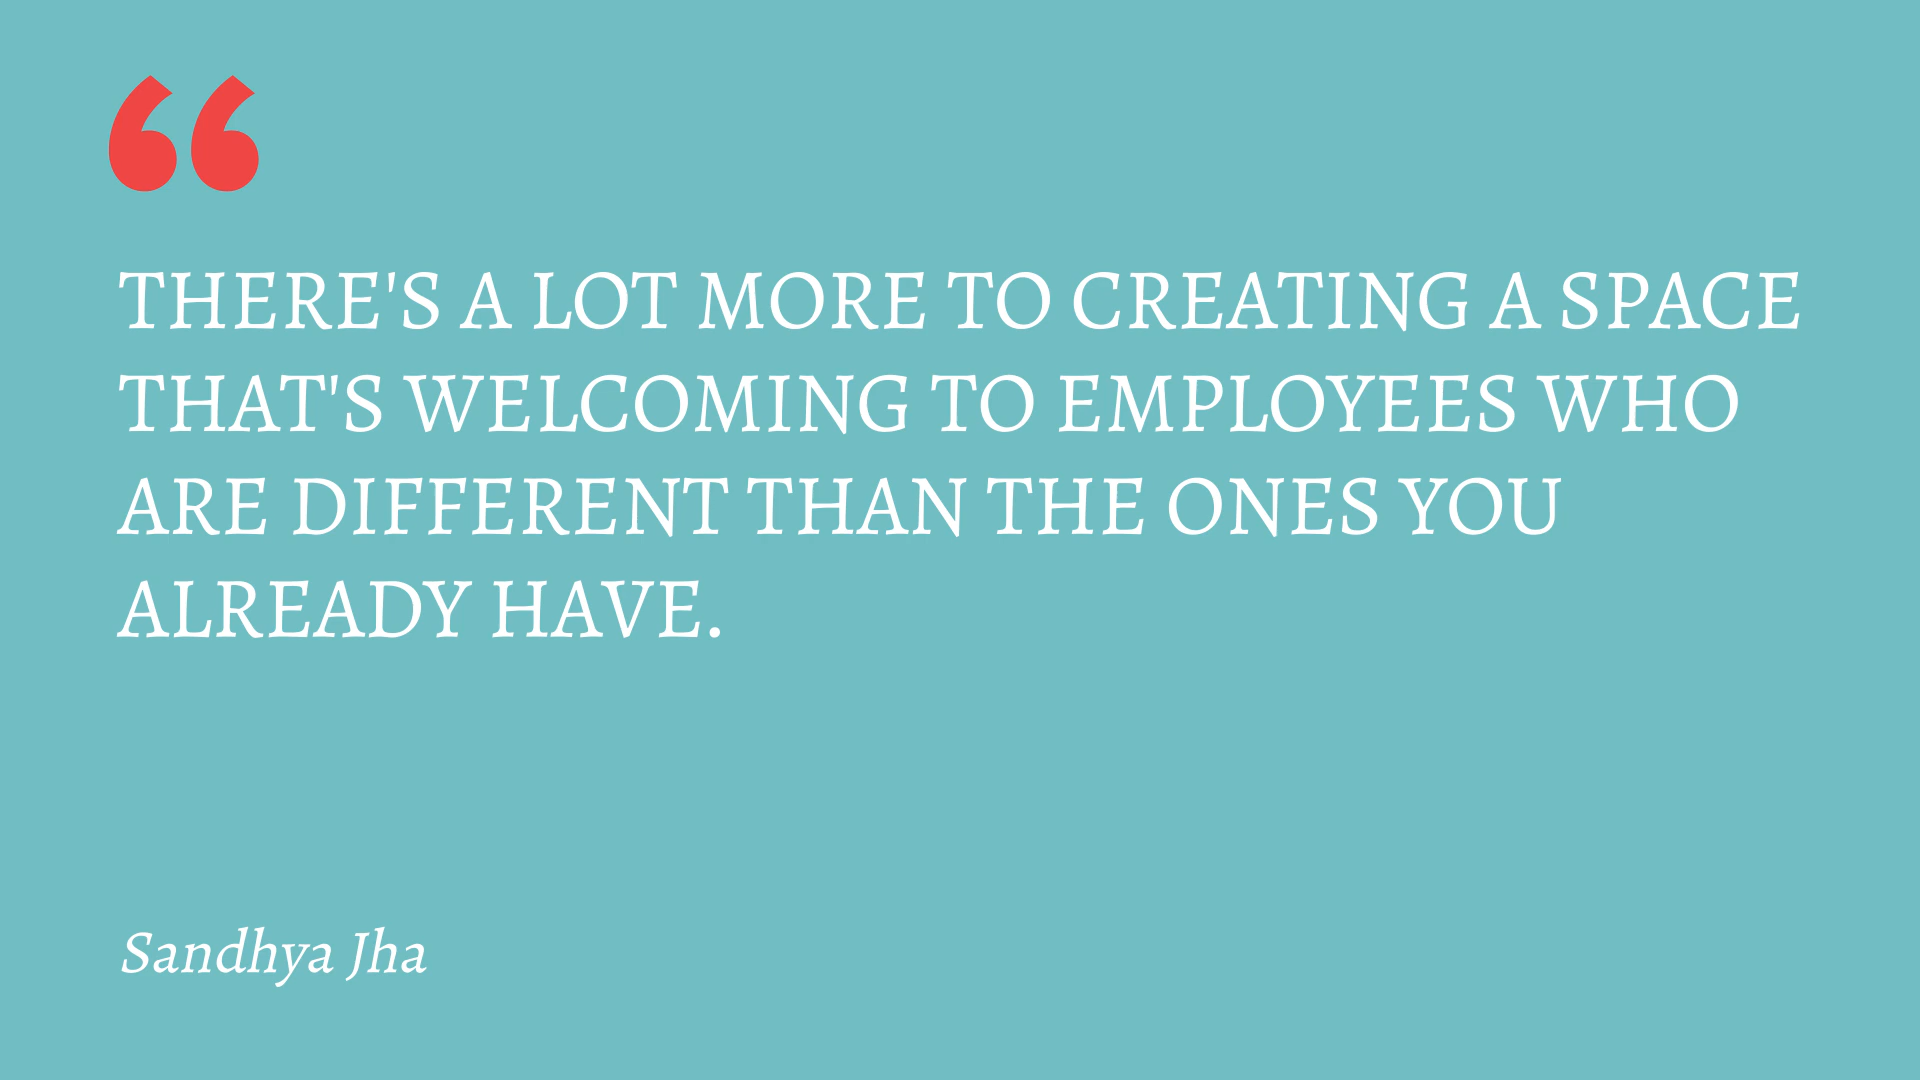 “
THERE'S A LOT MORE TO CREATING A SPACE
THAT'S WELCOMING TO EMPLOYEES WHO
ARE DIFFERENT THAN THE ONES YOU
ALREADY HAVE.
Sandhya Jha